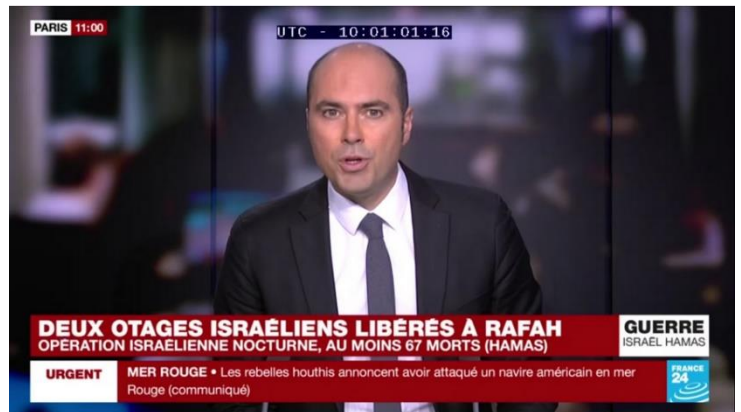 PARIS 11:00
UTC - 10:01:01:16
DEUX OTAGES ISRAÉLIENS LIBÉRÉS À RAFAH
OPÉRATION ISRAÉLIENNE NOCTURNE, AU MOINS 67 MORTS (HAMAS)
GUERRE
ISRAËL HAMAS
URGENT
MER ROUGE • Les rebelles houthis annoncent avoir attaqué un navire américain en mer
Rouge (communiqué)
FRANCE
24